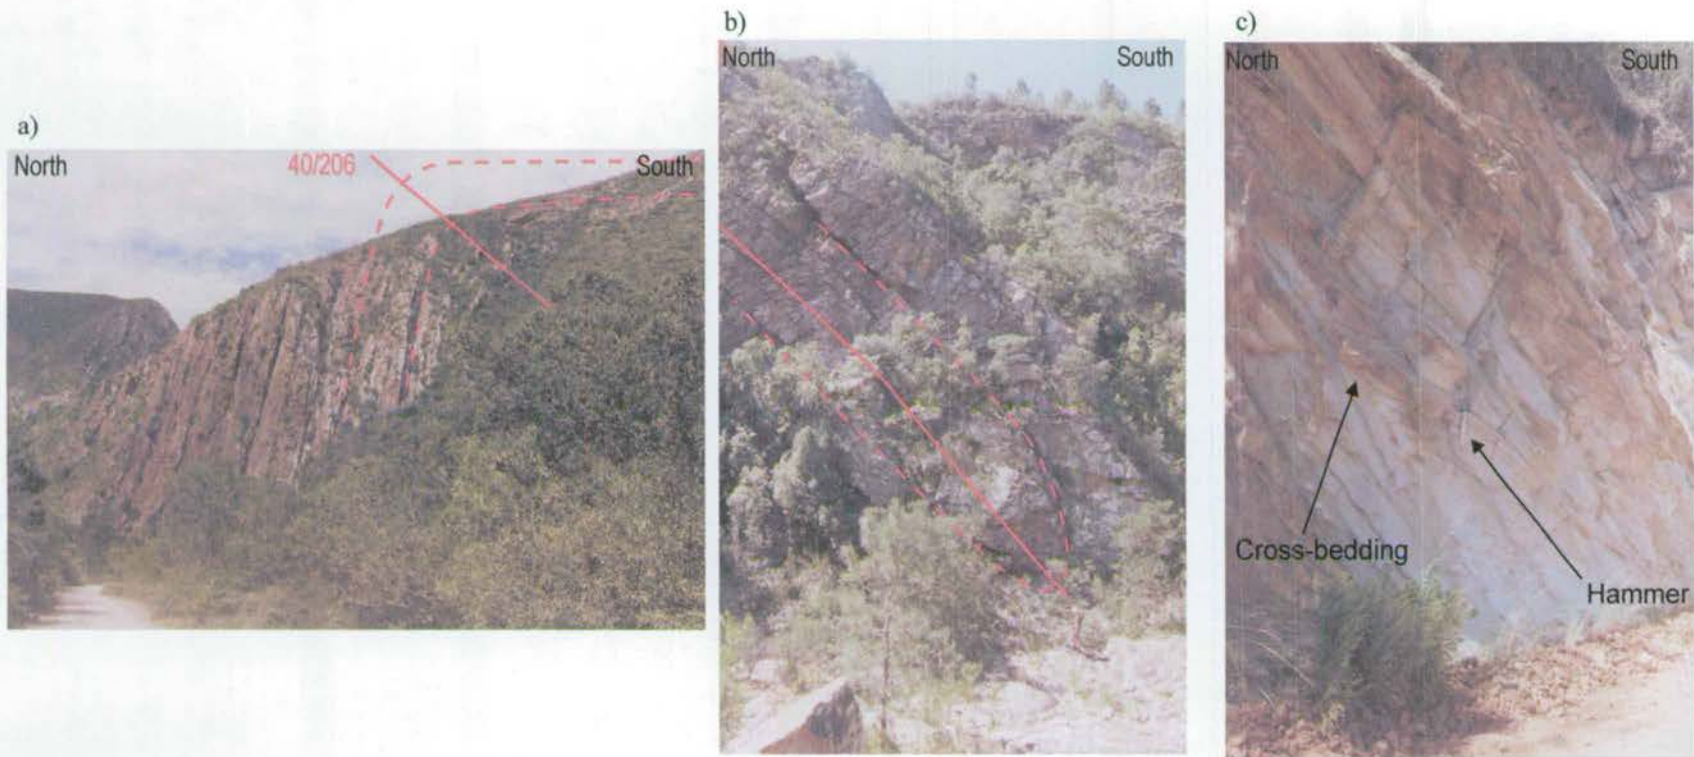 a)
North
40/206
South
b)
North
South
c)
North
South
Cross-bedding
Hammer